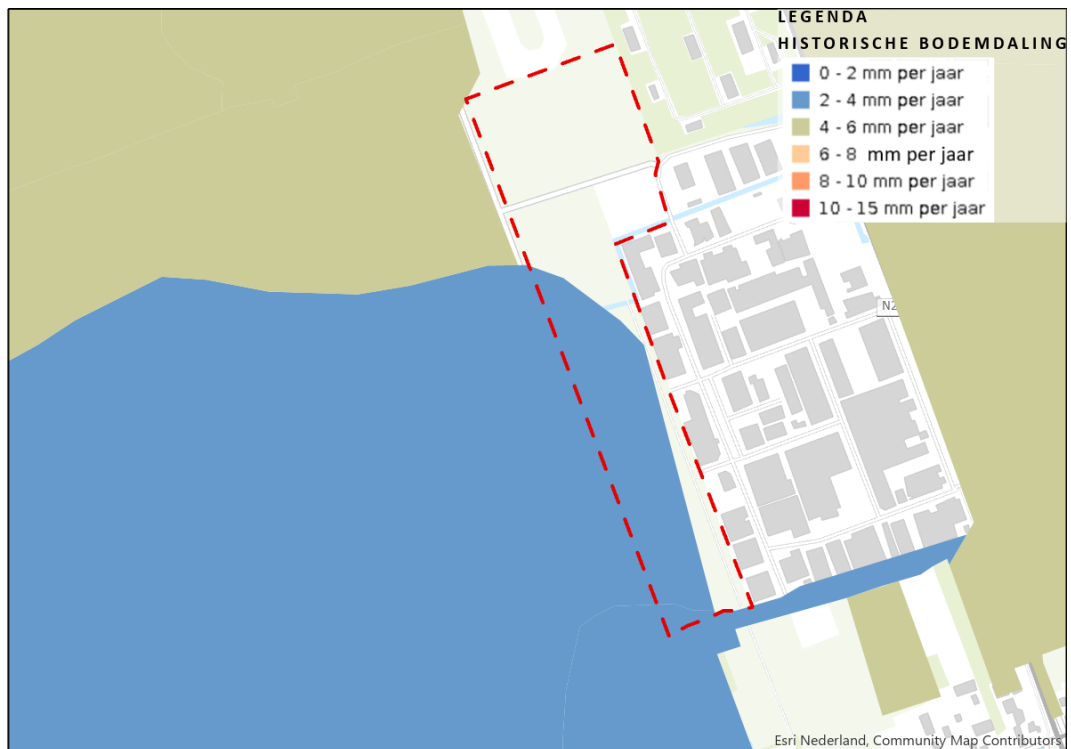 LEGENDA
HISTORISCHE BODEMDALING
0 - 2 mm per jaar
2 - 4 mm per jaar
4 - 6 mm per jaar
6 - 8 mm per jaar
8 - 10 mm per jaar
10 - 15 mm per jaar
N2
Esri Nederland, Community Map Contributors